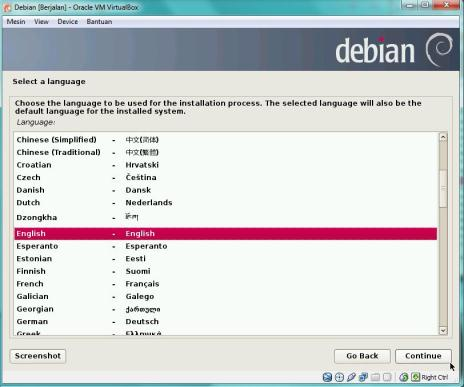 Debian [Berjalan] - Oracle VM VirtualBox
Mesin View Device Bantuan
debian
Select a language
Choose the language to be used for the installation process. The selected language will also be the
default language for the installed system.
Language:
Chinese (Simplified) - 中文(简体)
Chinese (Traditional) - 中文(繁體)
Croatian - Hrvatski
Czech - Čeština
Danish - Dansk
Dutch - Nederlands
Dzongkha - རྫོང་ཁ།
English - English
Esperanto - Esperanto
Estonian - Eesti
Finnish - Suomi
French - Français
Galician - Galego
Georgian - ქართული
German - Deutsch
Greek - Ελληνικά
Screenshot
Go Back
Continue
Right Ctrl